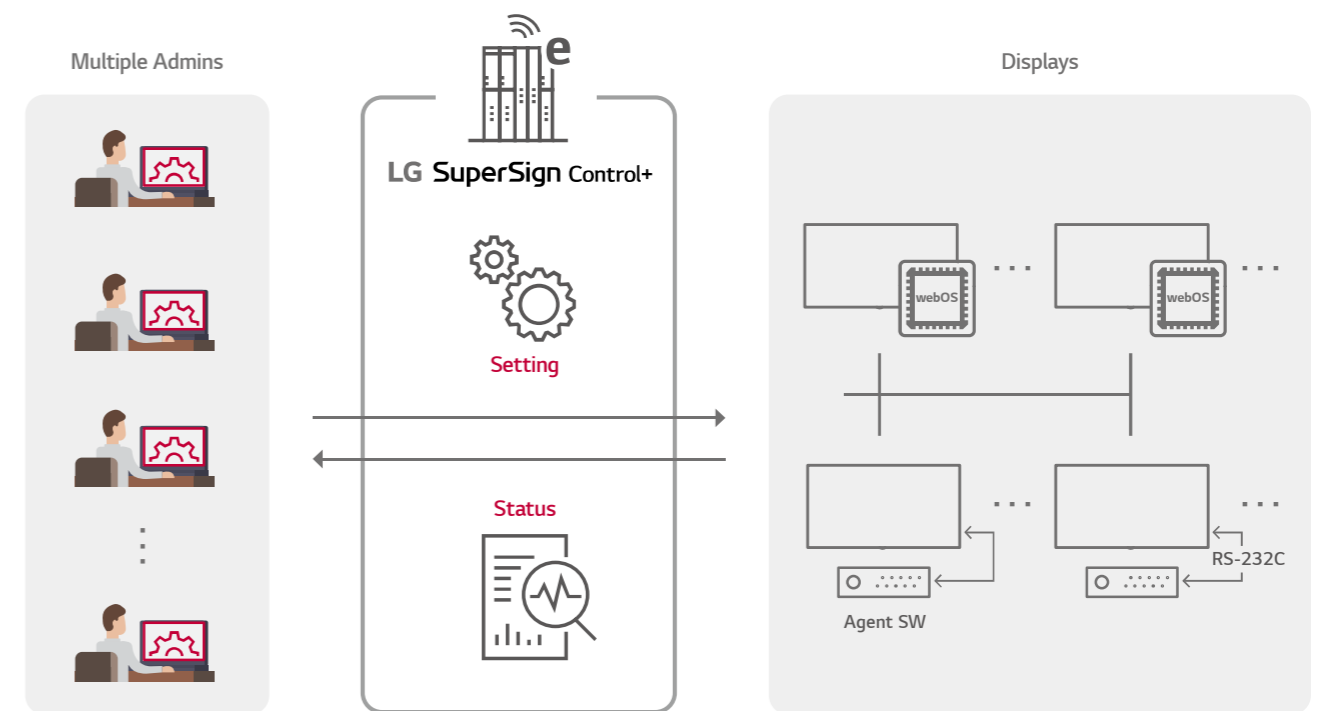 Multiple Admins
e
LG SuperSign Control+
Setting
Status
Displays
webOS
webOS
RS-232C
Agent SW